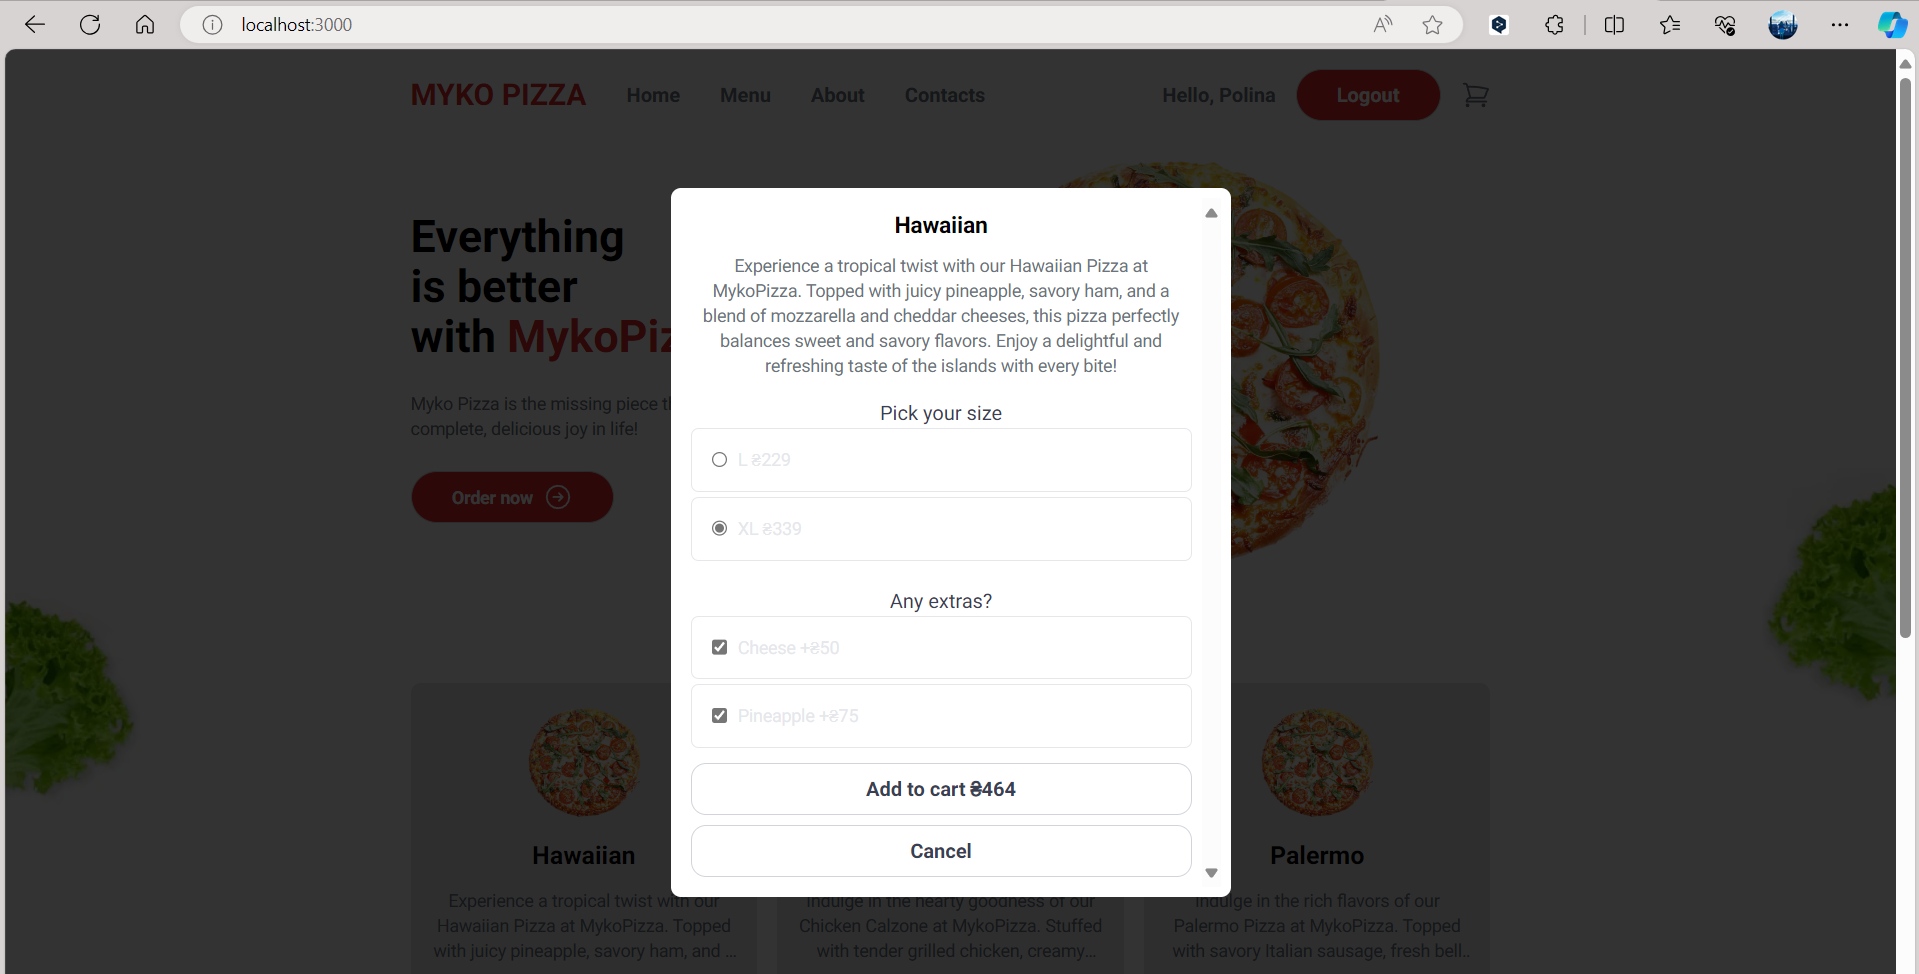 localhost:3000
MYKO PIZZA Home Menu About Contacts Hello, Polina Logout
Everything
is better
with MykoPiz
Myko Pizza is the missing piece
complete, delicious joy in life!
Order now
Hawaiian
Experience a tropical twist with our Hawaiian Pizza at
MykoPizza. Topped with juicy pineapple, savory ham, and a
blend of mozzarella and cheddar cheeses, this pizza perfectly
balances sweet and savory flavors. Enjoy a delightful and
refreshing taste of the islands with every bite!
Pick your size
L ₴229
XL ₴339
Any extras?
Cheese +₴50
Pineapple +₴75
Add to cart ₴464
Cancel
Hawaiian
Experience a tropical twist with our
Hawaiian Pizza at MykoPizza. Topped
with juicy pineapple, savory ham, and ...
Indulge in the hearty goodness of our
Chicken Calzone at MykoPizza. Stuffed
with tender grilled chicken, creamy...
Palermo
Indulge in the rich flavors of our
Palermo Pizza at MykoPizza. Topped
with savory Italian sausage, fresh bell..